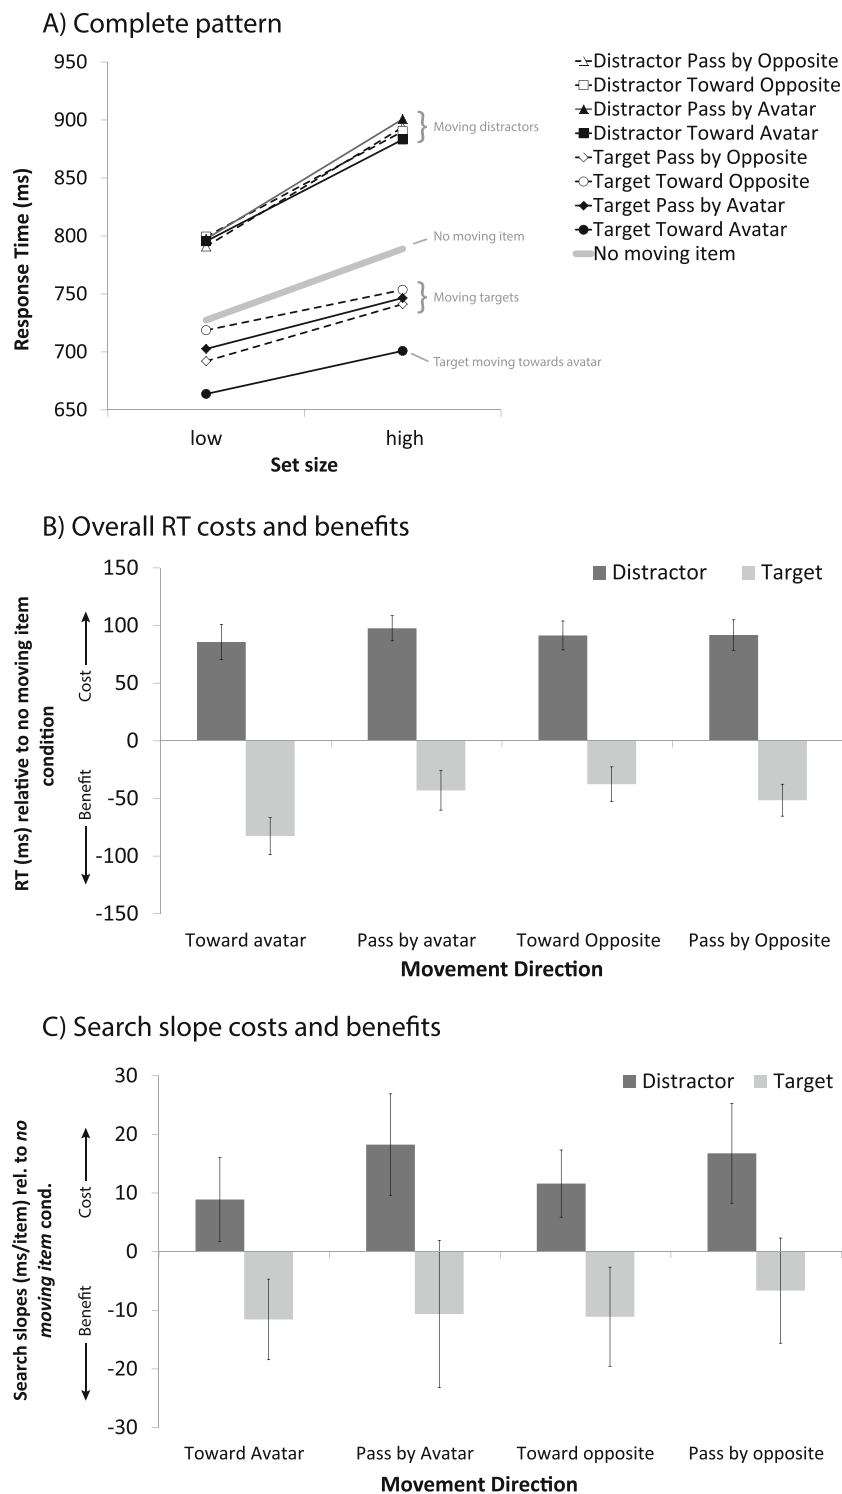 A) Complete pattern
950
900
850
800
750
700
650
Response Time (ms)
low
high
Set size
Moving distractors
No moving item
Moving targets
Target moving towards avatar
Distractor Pass by Opposite
Distractor Toward Opposite
Distractor Pass by Avatar
Distractor Toward Avatar
Target Pass by Opposite
Target Toward Opposite
Target Pass by Avatar
Target Toward Avatar
No moving item
B) Overall RT costs and benefits
150
100
50
0
-50
-100
-150
RT (ms) relative to no moving item
condition
Cost
Benefit
Distractor
Target
Toward avatar
Pass by avatar
Toward Opposite
Pass by Opposite
Movement Direction
C) Search slope costs and benefits
30
20
10
0
-10
-20
-30
Search slopes (ms/item) rel. to no
moving item cond.
Cost
Benefit
Distractor
Target
Toward Avatar
Pass by Avatar
Toward opposite
Pass by opposite
Movement Direction